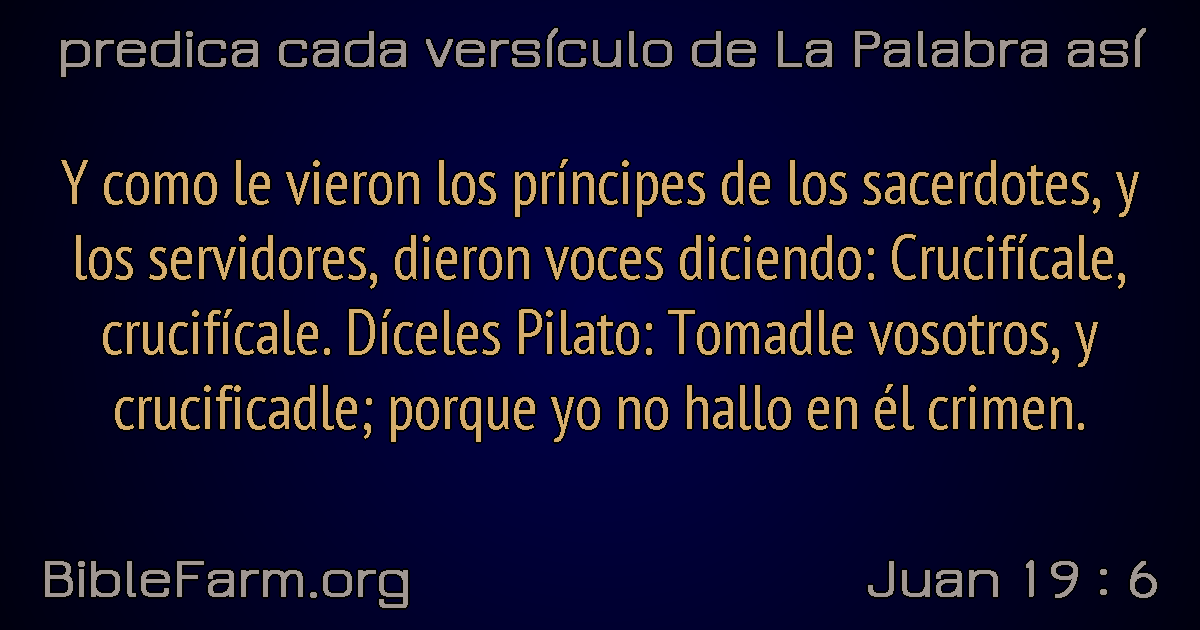 predica cada versículo de La Palabra así
Y como le vieron los príncipes de los sacerdotes, y
los servidores, dieron voces diciendo: Crucifícale,
crucifícale. Díceles Pilato: Tomadle vosotros, y
crucificadle; porque yo no hallo en él crimen.
BibleFarm.org
Juan 19 : 6